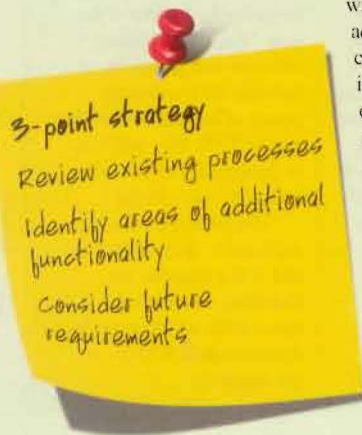 3-point strategy
Review existing processes
Identify areas of additional
functionality
Consider future
requirements